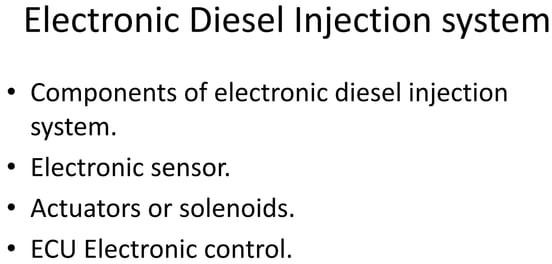 Electronic Diesel Injection system
• Components of electronic diesel injection
system.
• Electronic sensor.
• Actuators or solenoids.
• ECU Electronic control.